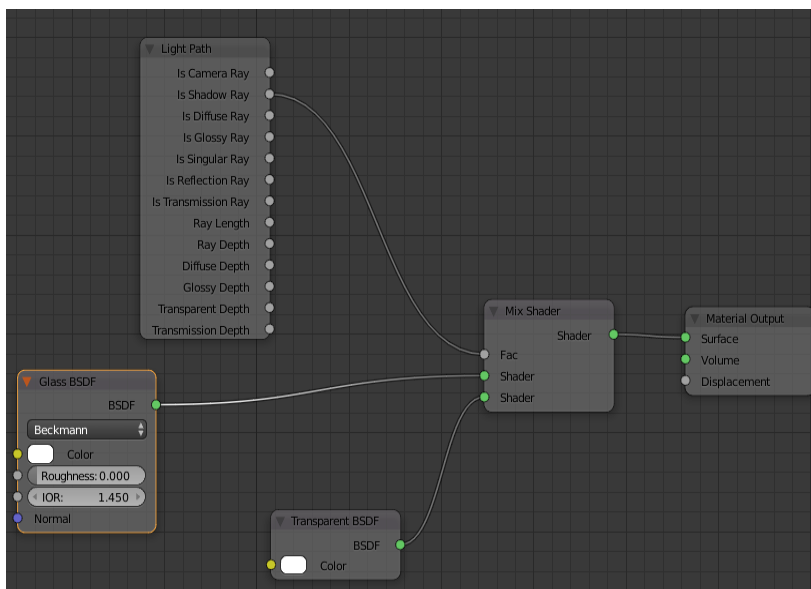 Light Path
Is Camera Ray
Is Shadow Ray
Is Diffuse Ray
Is Glossy Ray
Is Singular Ray
Is Reflection Ray
Is Transmission Ray
Ray Length
Ray Depth
Diffuse Depth
Glossy Depth
Transparent Depth
Transmission Depth
Glass BSDF
BSDF
Beckmann
Color
Roughness: 0.000
IOR: 1.450
Normal
Transparent BSDF
BSDF
Color
Mix Shader
Shader
Fac
Shader
Shader
Material Output
Surface
Volume
Displacement